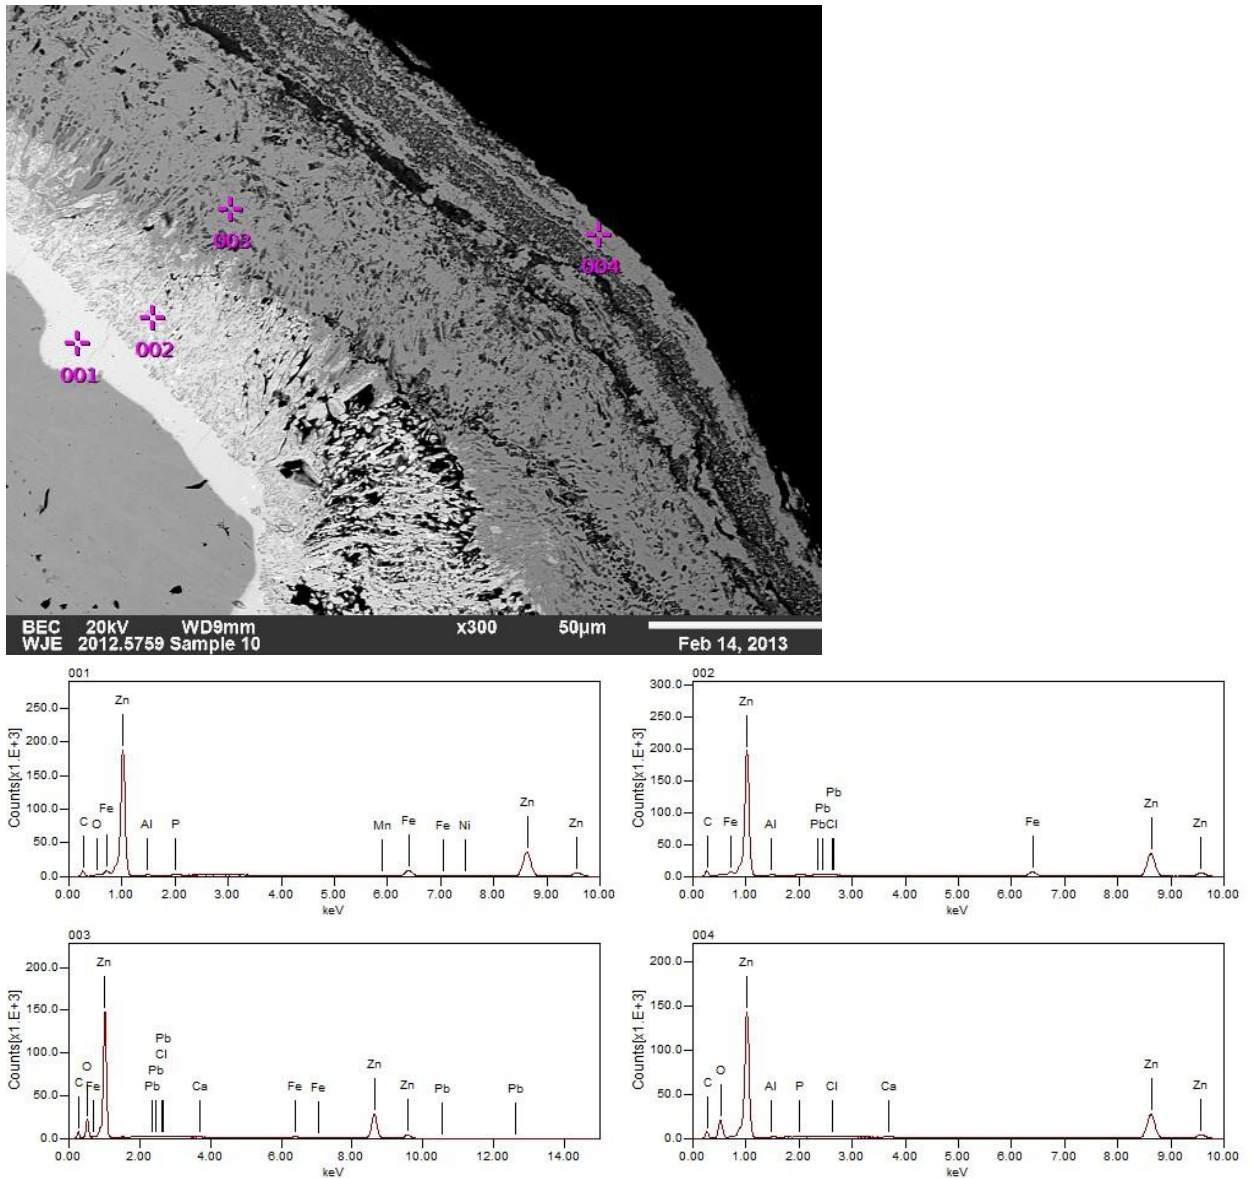 003
004
002
001
BEC 20kV WD9mm x300 50µm
WJE 2012.5759 Sample 10 Feb 14, 2013
001
Counts[x1.E+3]
250.0
200.0
150.0
100.0
50.0
0.0
C O Fe Zn Al P Mn Fe Fe Ni Zn Zn
0.00 1.00 2.00 3.00 4.00 5.00 6.00 7.00 8.00 9.00 10.00
keV
002
Counts[x1.E+3]
300.0
250.0
200.0
150.0
100.0
50.0
0.0
Zn
Pb
Pb
C Fe Al PbCl Fe Zn Zn
0.00 1.00 2.00 3.00 4.00 5.00 6.00 7.00 8.00 9.00 10.00
keV
003
Counts[x1.E+3]
200.0
150.0
100.0
50.0
0.0
Zn
Pb
Cl
O Pb Zn
C Fe Pb Ca Fe Fe Zn Pb Pb
0.00 2.00 4.00 6.00 8.00 10.00 12.00 14.00
keV
004
Counts[x1.E+3]
200.0
150.0
100.0
50.0
0.0
Zn
C O Al P Cl Ca Zn Zn
0.00 1.00 2.00 3.00 4.00 5.00 6.00 7.00 8.00 9.00 10.00
keV